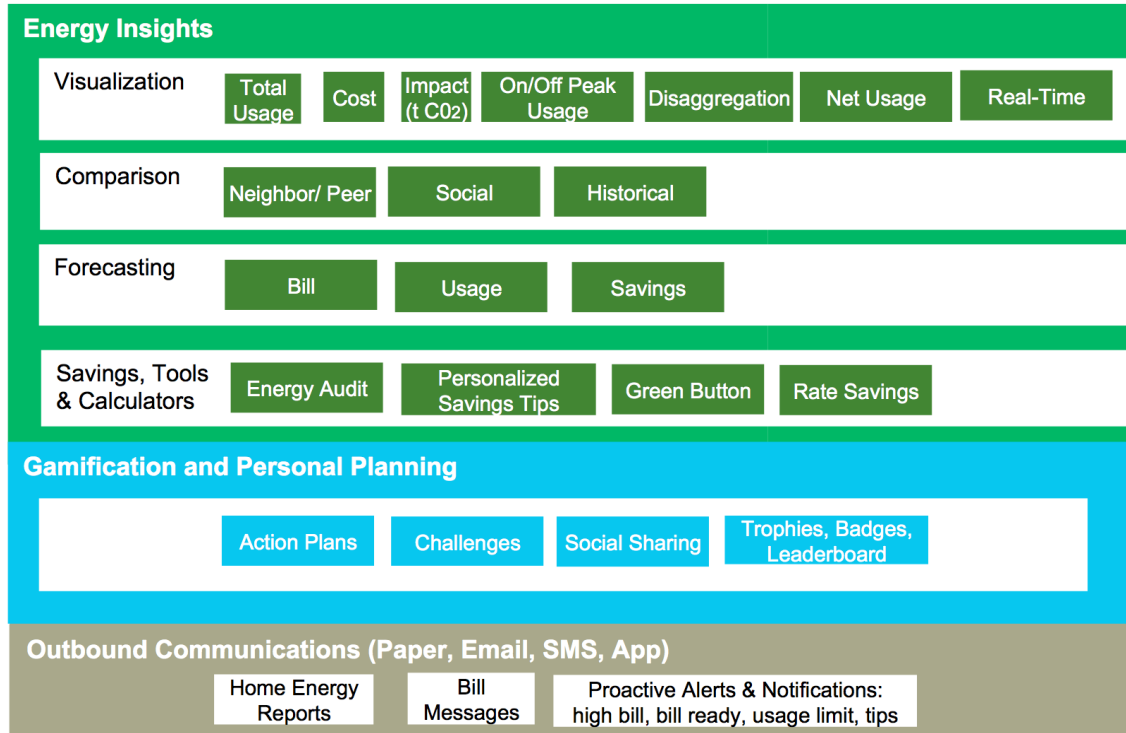 Energy Insights
Visualization
Total
Usage
Cost
Impact
(t C02)
On/Off Peak
Usage
Disaggregation
Net Usage
Real-Time
Comparison
Neighbor/ Peer
Social
Historical
Forecasting
Bill
Usage
Savings
Savings, Tools
& Calculators
Energy Audit
Personalized
Savings Tips
Green Button
Rate Savings
Gamification and Personal Planning
Action Plans
Challenges
Social Sharing
Trophies, Badges,
Leaderboard
Outbound Communications (Paper, Email, SMS, App)
Home Energy
Reports
Bill
Messages
Proactive Alerts & Notifications:
high bill, bill ready, usage limit, tips